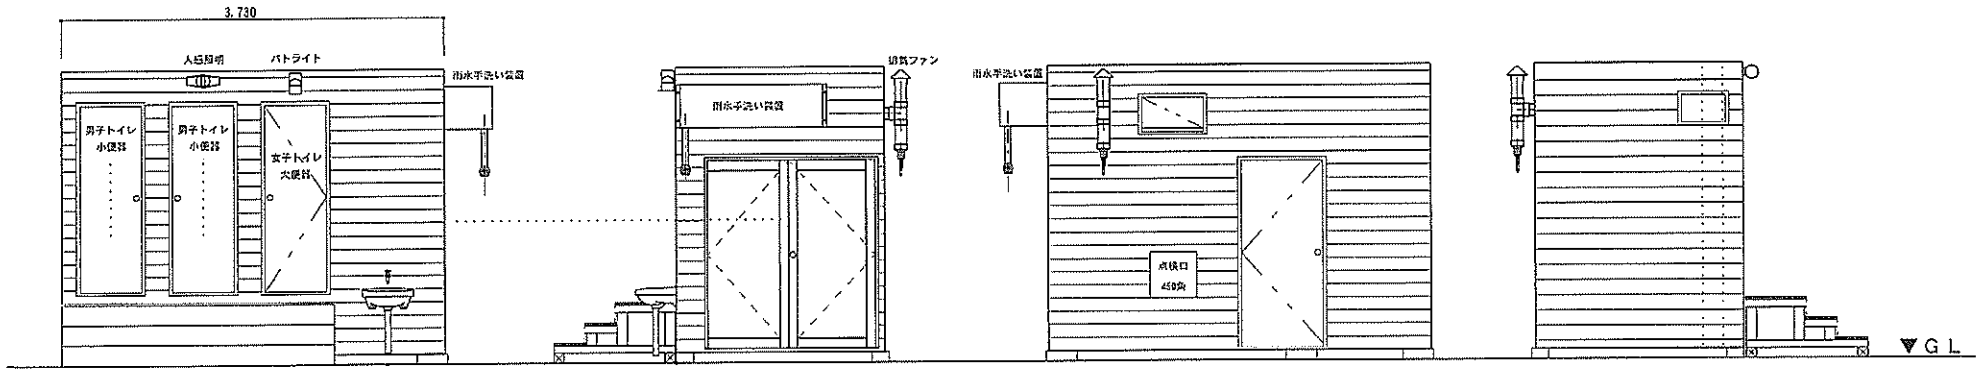 3.730
人感照明
パトライト
雨水手洗い装置
男子トイレ
小便器
男子トイレ
小便器
女子トイレ
大便器
雨水手洗い装置
排気ファン
雨水手洗い装置
点検口
450角
▼GL